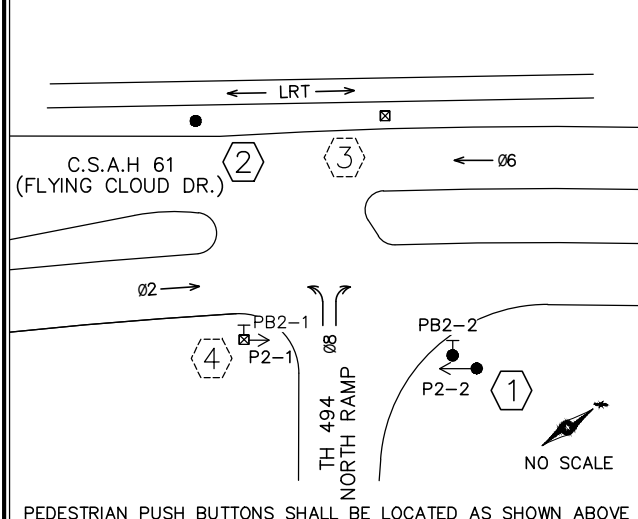 LRT
C.S.A.H 61
(FLYING CLOUD DR.)
2
3
Ø6
Ø2
PB2-1
PB2-2
4
P2-1
Ø8
P2-2
1
TH 494
NORTH RAMP
NO SCALE
PEDESTRIAN PUSH BUTTONS SHALL BE LOCATED AS SHOWN ABOVE